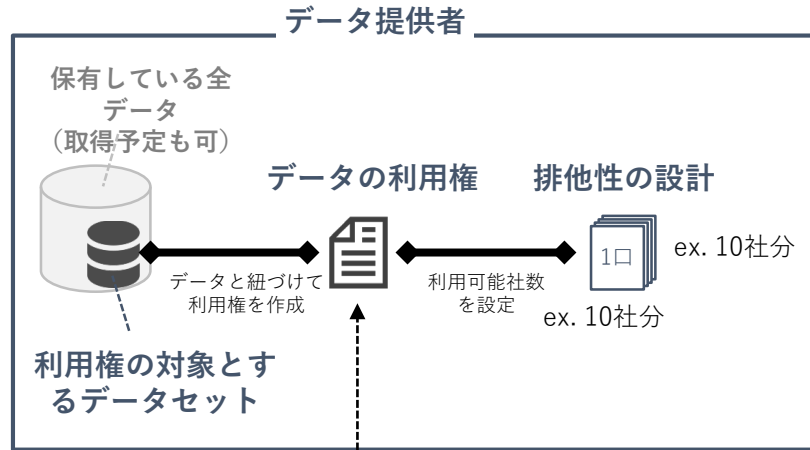 データ提供者
保有している全
データ
（取得予定も可）
データの利用権
排他性の設計
1口
ex. 10社分
データと紐づけて
利用権を作成
利用可能社数
を設定
ex. 10社分
利用権の対象とす
るデータセット